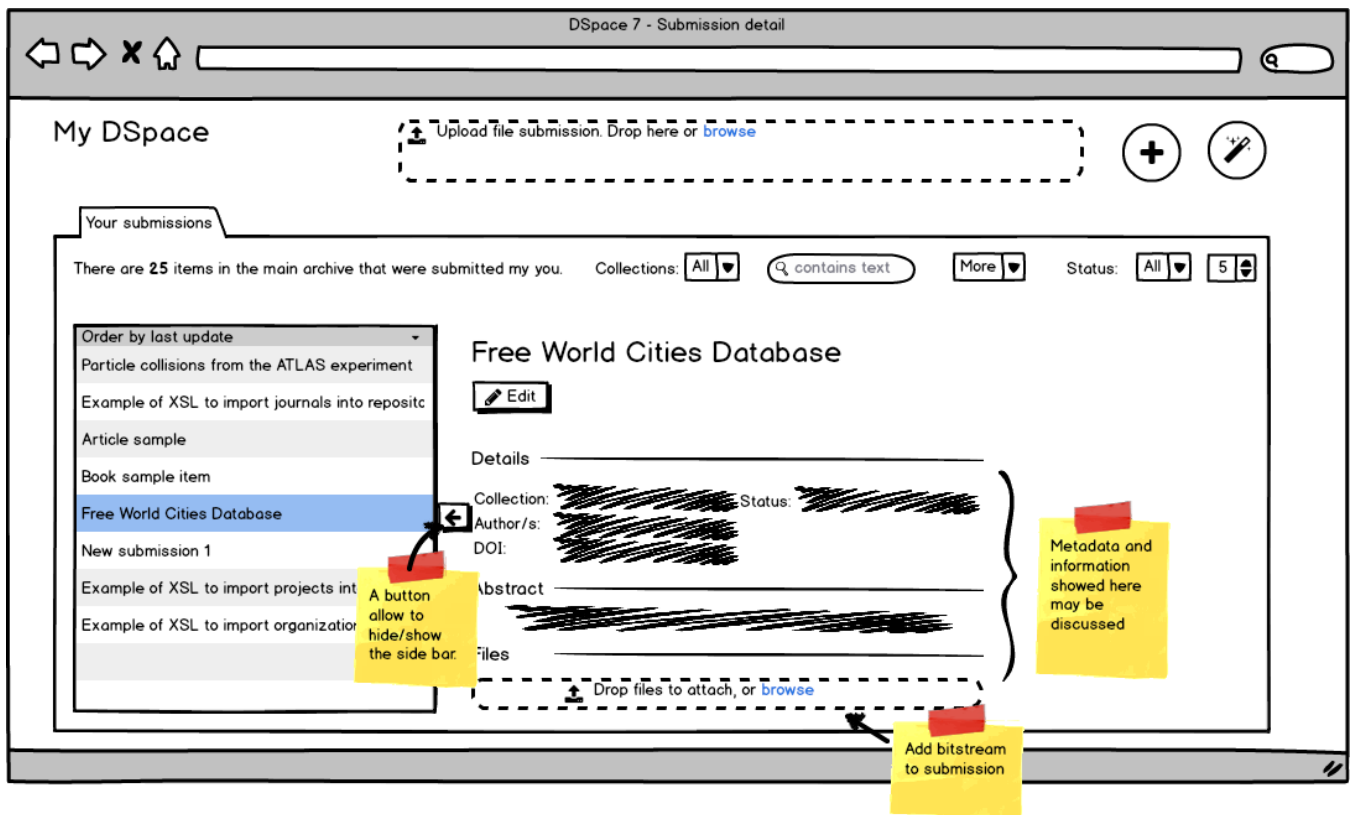 DSpace 7 - Submission detail
My DSpace
Upload file submission. Drop here or browse
Your submissions
There are 25 items in the main archive that were submitted my you.
Collections: All
contains text
More
Status: All
5
Order by last update
Particle collisions from the ATLAS experiment
Example of XSL to import journals into reposito
Article sample
Book sample item
Free World Cities Database
New submission 1
Example of XSL to import projects int
Example of XSL to import organization
A button
allow to
hide/show
the side bar.
Free World Cities Database
Edit
Details
Collection:
Status:
Author/s:
DOI:
Abstract
Files
Drop files to attach, or browse
Metadata and
information
showed here
may be
discussed
Add bitstream
to submission